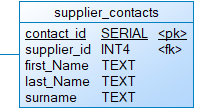 supplier_contacts
contact_id SERIAL <pk>
supplier_id INT4 <fk>
first_Name TEXT
last_Name TEXT
surname TEXT